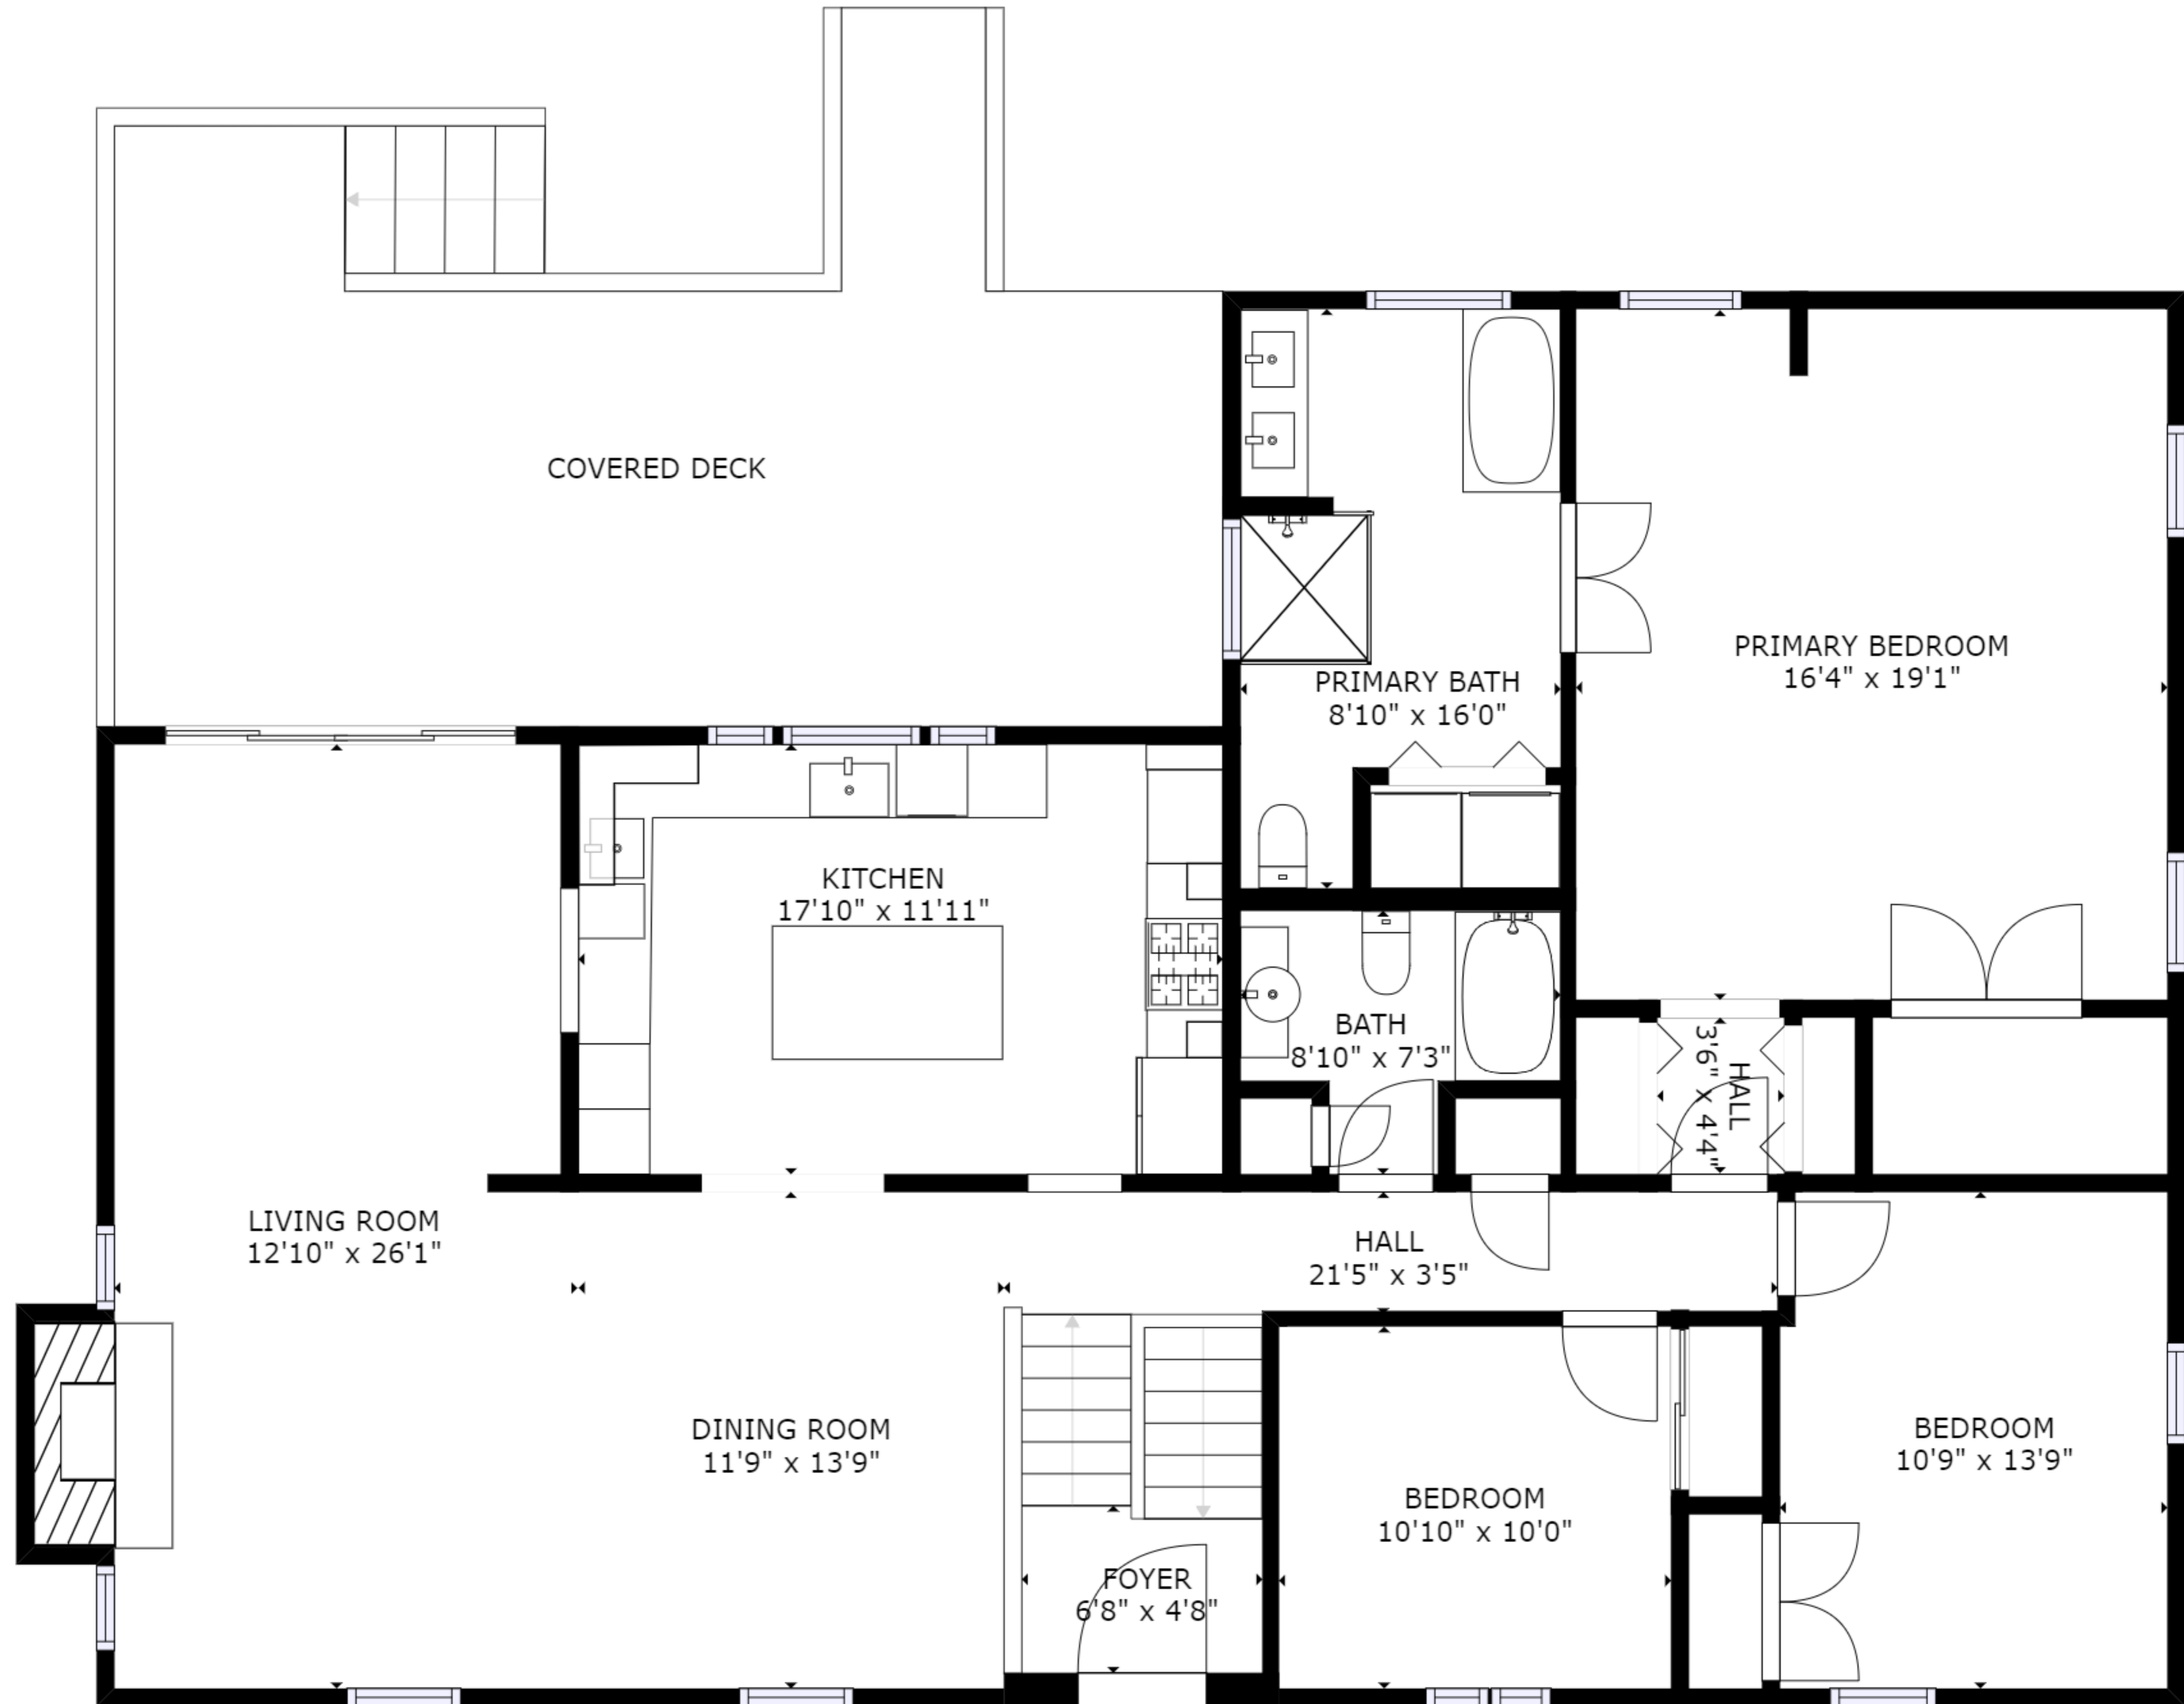 COVERED DECK
PRIMARY BEDROOM
16'4" x 19'1"
PRIMARY BATH
8'10" x 16'0"
KITCHEN
17'10" x 11'11"
BATH
8'10" x 7'3"
HALL
3'6" x 4'4"
LIVING ROOM
12'10" x 26'1"
HALL
21'5" x 3'5"
DINING ROOM
11'9" x 13'9"
BEDROOM
10'9" x 13'9"
BEDROOM
10'10" x 10'0"
FOYER
6'8" x 4'8"